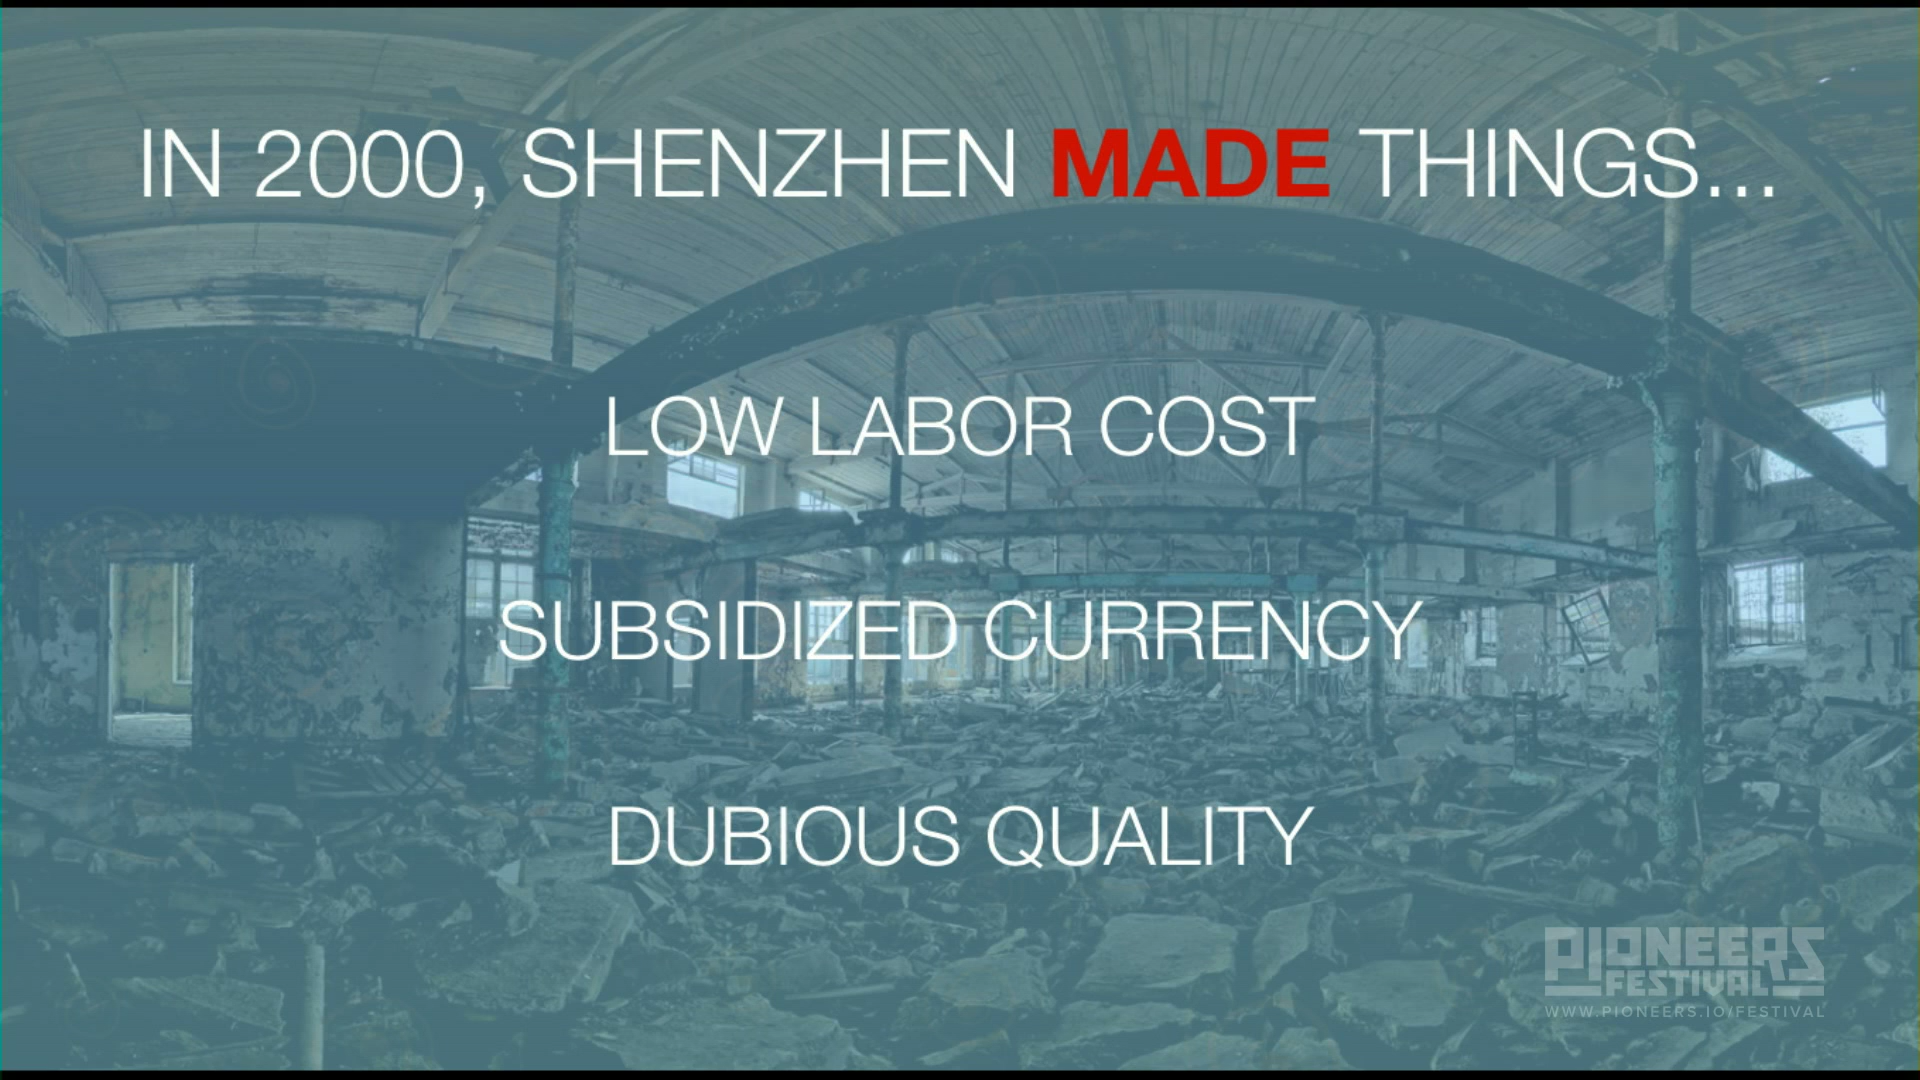 IN 2000, SHENZHEN MADE THINGS...
LOW LABOR COST
SUBSIDIZED CURRENCY
DUBIOUS QUALITY
PIONEERS
FESTIVAL
WWW.PIONEERS.IO/FESTIVAL